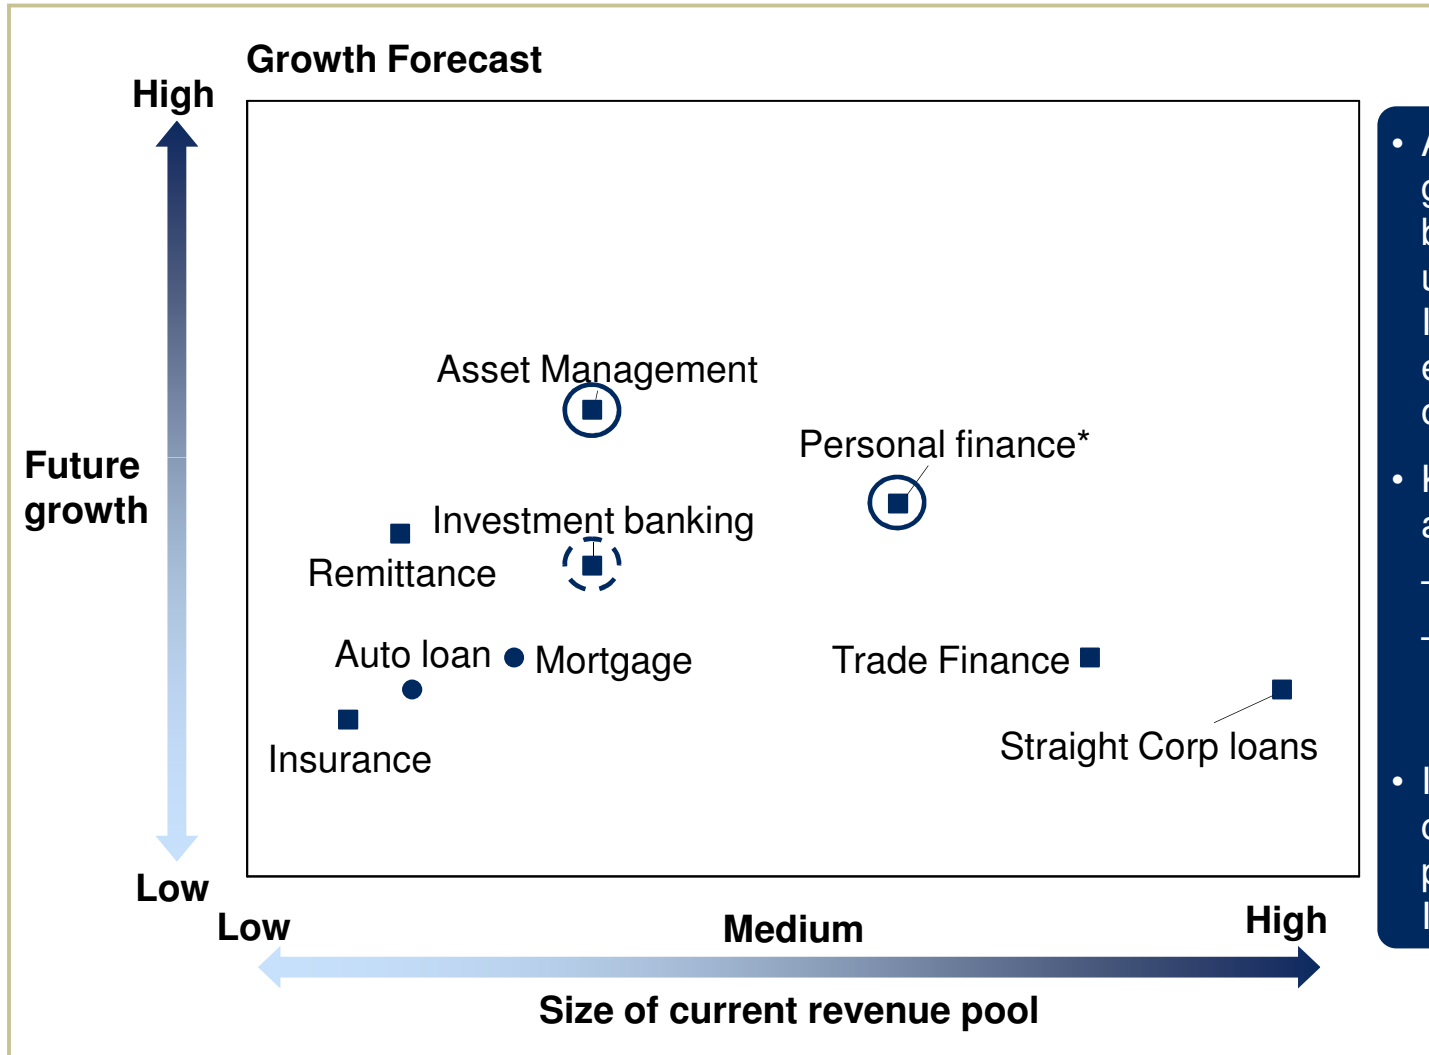 Growth Forecast
High
Asset Management
Personal finance*
Future
growth
Investment banking
Remittance
Auto loan
Mortgage
Trade Finance
Straight Corp loans
Insurance
Low
Low
Medium
High
Size of current revenue pool